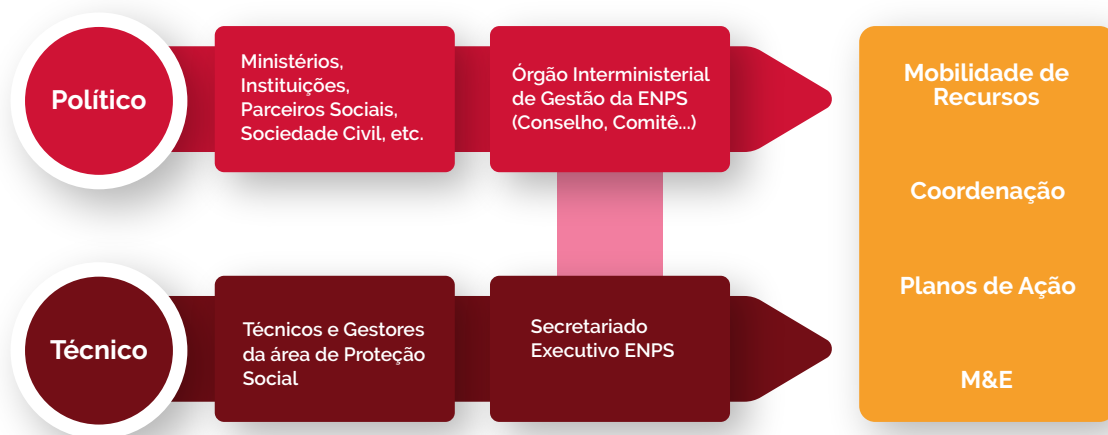 Político
Ministérios,
Instituições,
Parceiros Sociais,
Sociedade Civil, etc.
Órgão Interministerial
de Gestão da ENPS
(Conselho, Comitê...)
Mobilidade de
Recursos
Coordenação
Planos de Ação
M&E
Técnico
Técnicos e Gestores
da área de Proteção
Social
Secretariado
Executivo ENPS